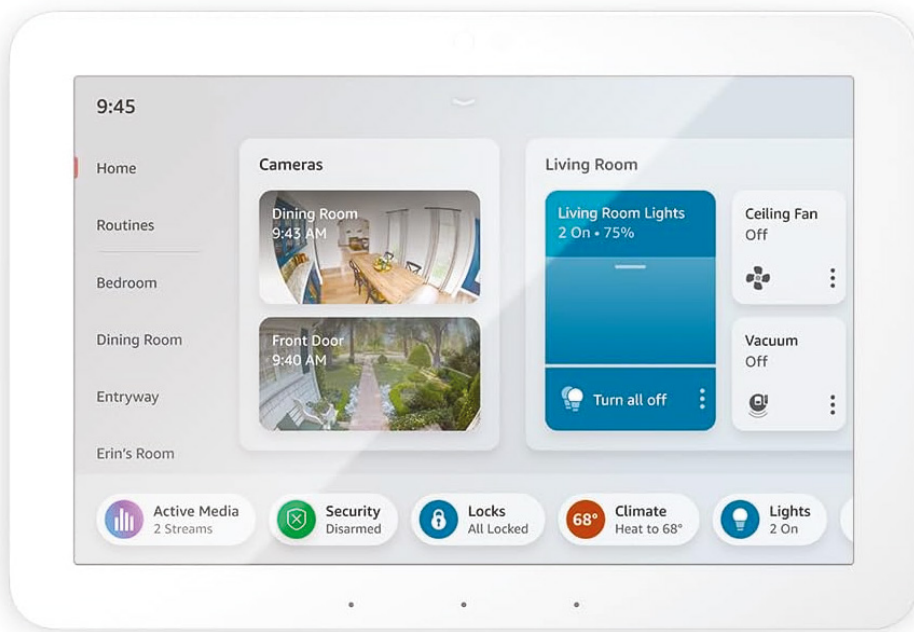 9:45
Home
Routines
Bedroom
Dining Room
Entryway
Erin's Room
Cameras
Dining Room
9:43 AM
Front Door
9:40 AM
Living Room
Living Room Lights
2 On • 75%
Turn all off
Ceiling Fan
Off
Vacuum
Off
Active Media
2 Streams
Security
Disarmed
Locks
All Locked
68°
Climate
Heat to 68°
Lights
2 On